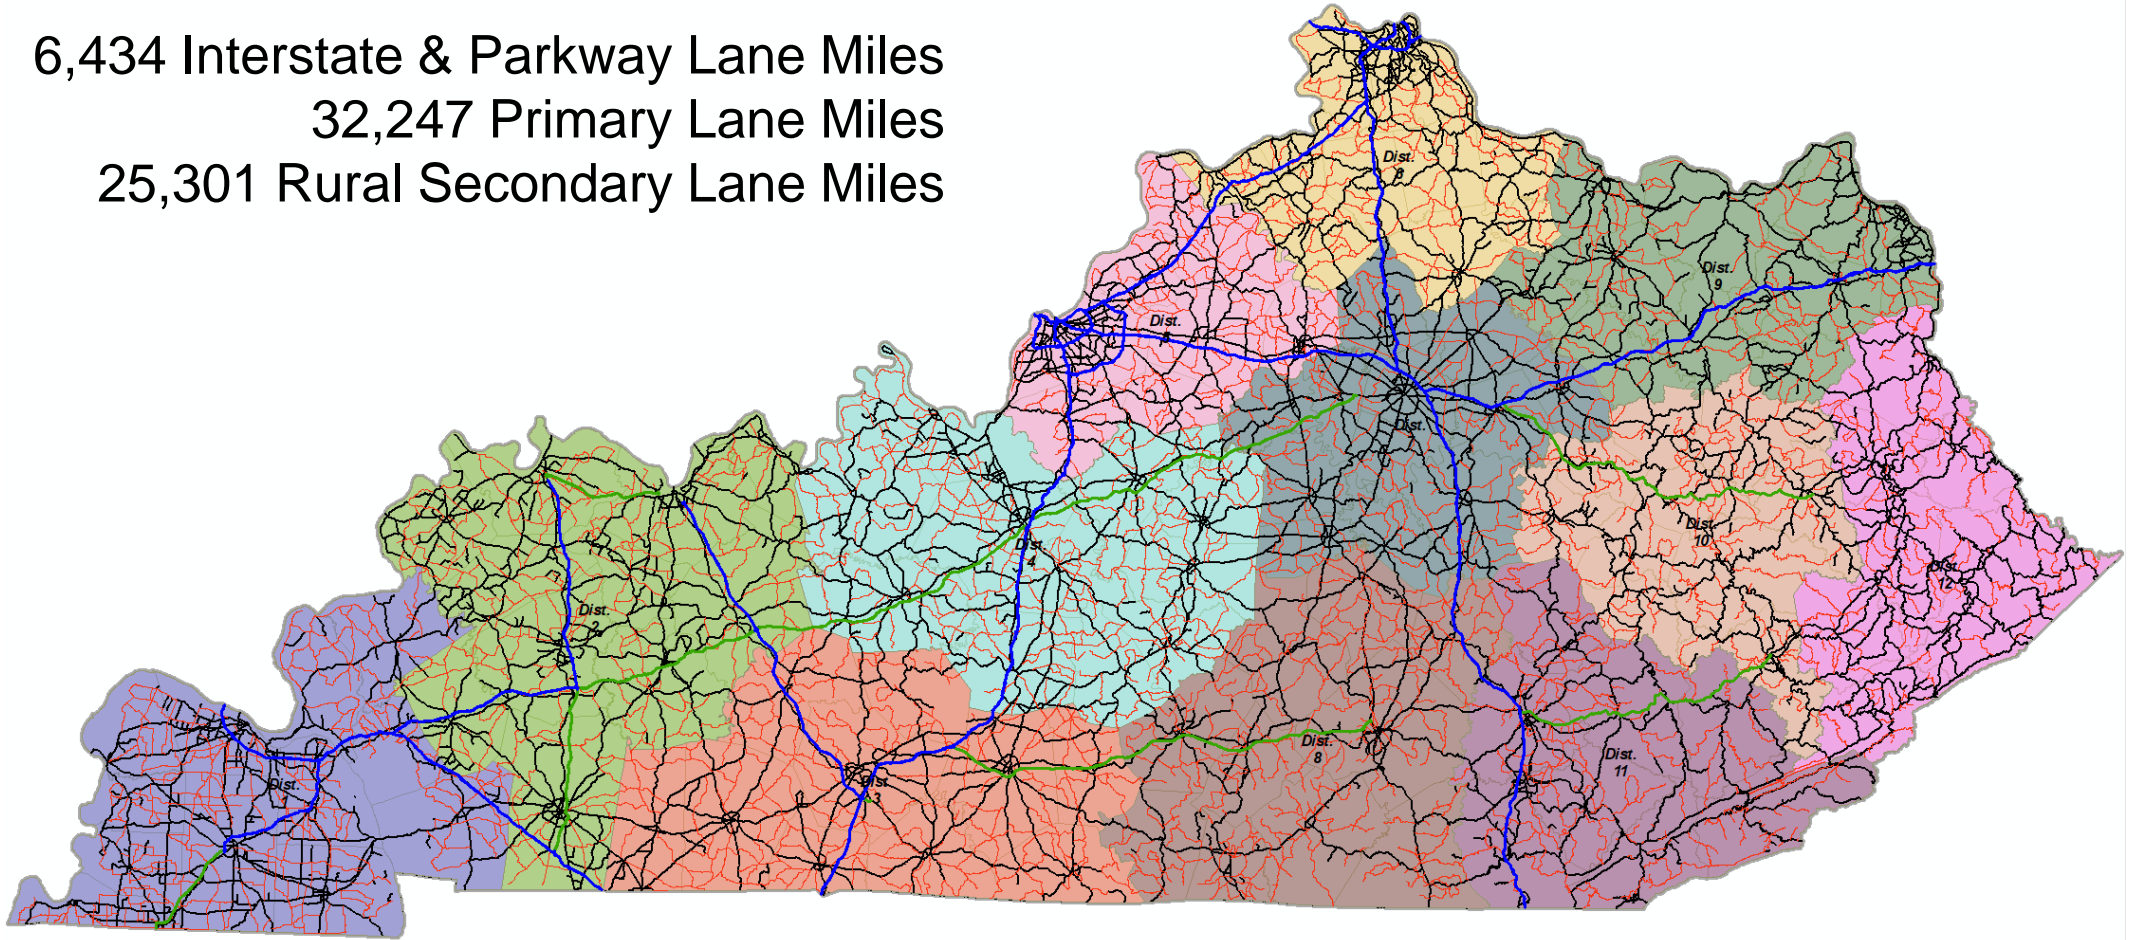 6,434 Interstate & Parkway Lane Miles
32,247 Primary Lane Miles
25,301 Rural Secondary Lane Miles
Dist.
6
Dist.
9
Dist.
5
Dist.
7
Dist.
10
Dist.
4
Dist.
12
Dist.
2
Dist.
8
Dist.
11
Dist.
1
Dist.
3